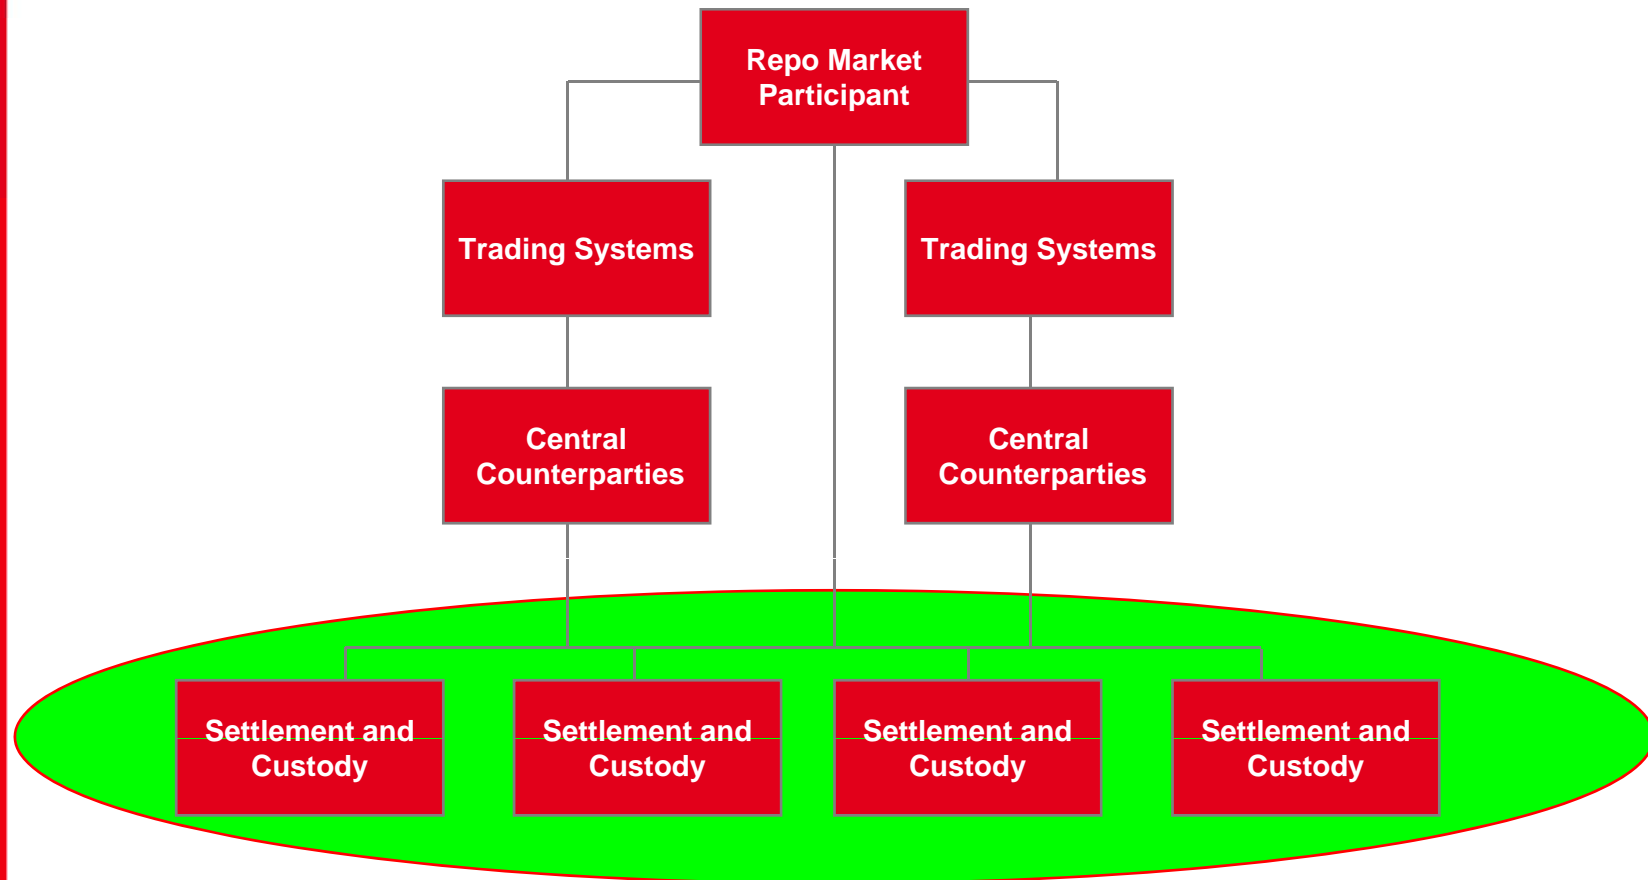 Repo Market
Participant
Trading Systems
Trading Systems
Central
Counterparties
Central
Counterparties
Settlement and
Custody
Settlement and
Custody
Settlement and
Custody
Settlement and
Custody